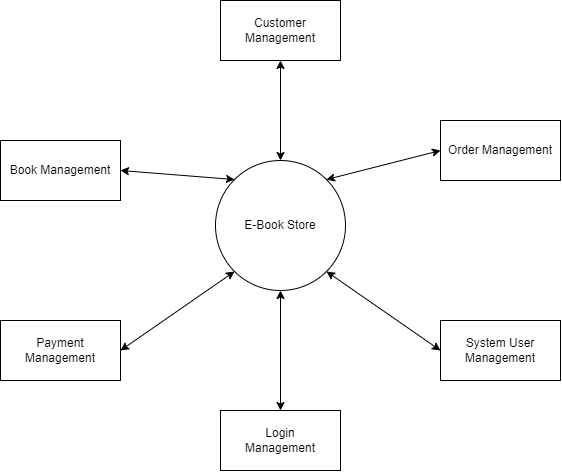 Customer
Management
Order Management
Book Management
E-Book Store
Payment
Management
System User
Management
Login
Management